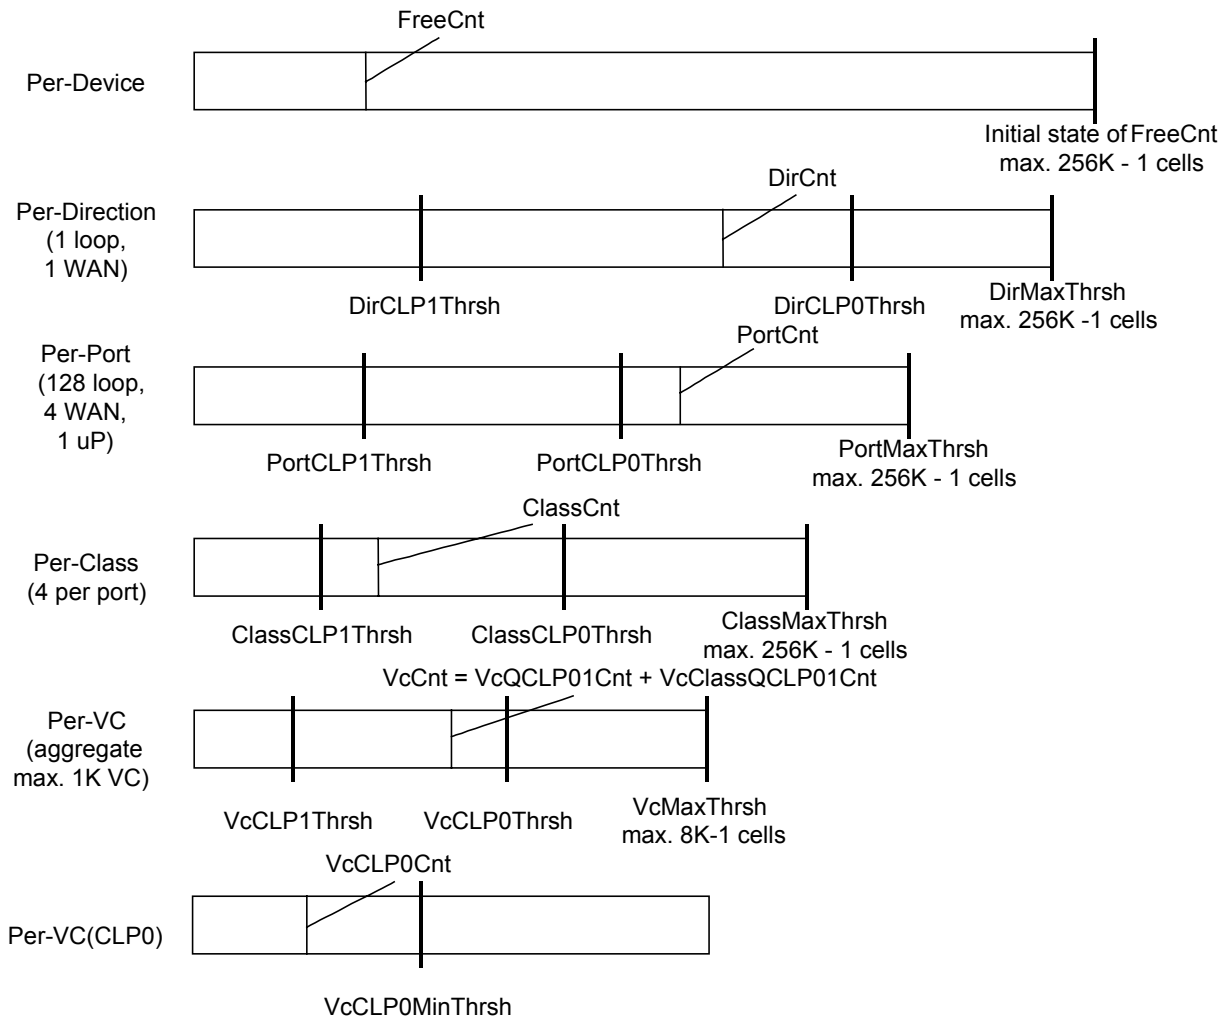 FreeCnt
Per-Device
Initial state of FreeCnt
max. 256K - 1 cells
DirCnt
Per-Direction
(1 loop,
1 WAN)
DirCLP1Thrsh
DirCLP0Thrsh
DirMaxThrsh
max. 256K -1 cells
PortCnt
Per-Port
(128 loop,
4 WAN,
1 uP)
PortCLP1Thrsh
PortCLP0Thrsh
PortMaxThrsh
max. 256K - 1 cells
ClassCnt
Per-Class
(4 per port)
ClassCLP1Thrsh
ClassCLP0Thrsh
ClassMaxThrsh
max. 256K - 1 cells
VcCnt = VcQCLP01Cnt + VcClassQCLP01Cnt
Per-VC
(aggregate
max. 1K VC)
VcCLP1Thrsh
VcCLP0Thrsh
VcMaxThrsh
max. 8K-1 cells
VcCLP0Cnt
Per-VC(CLP0)
VcCLP0MinThrsh